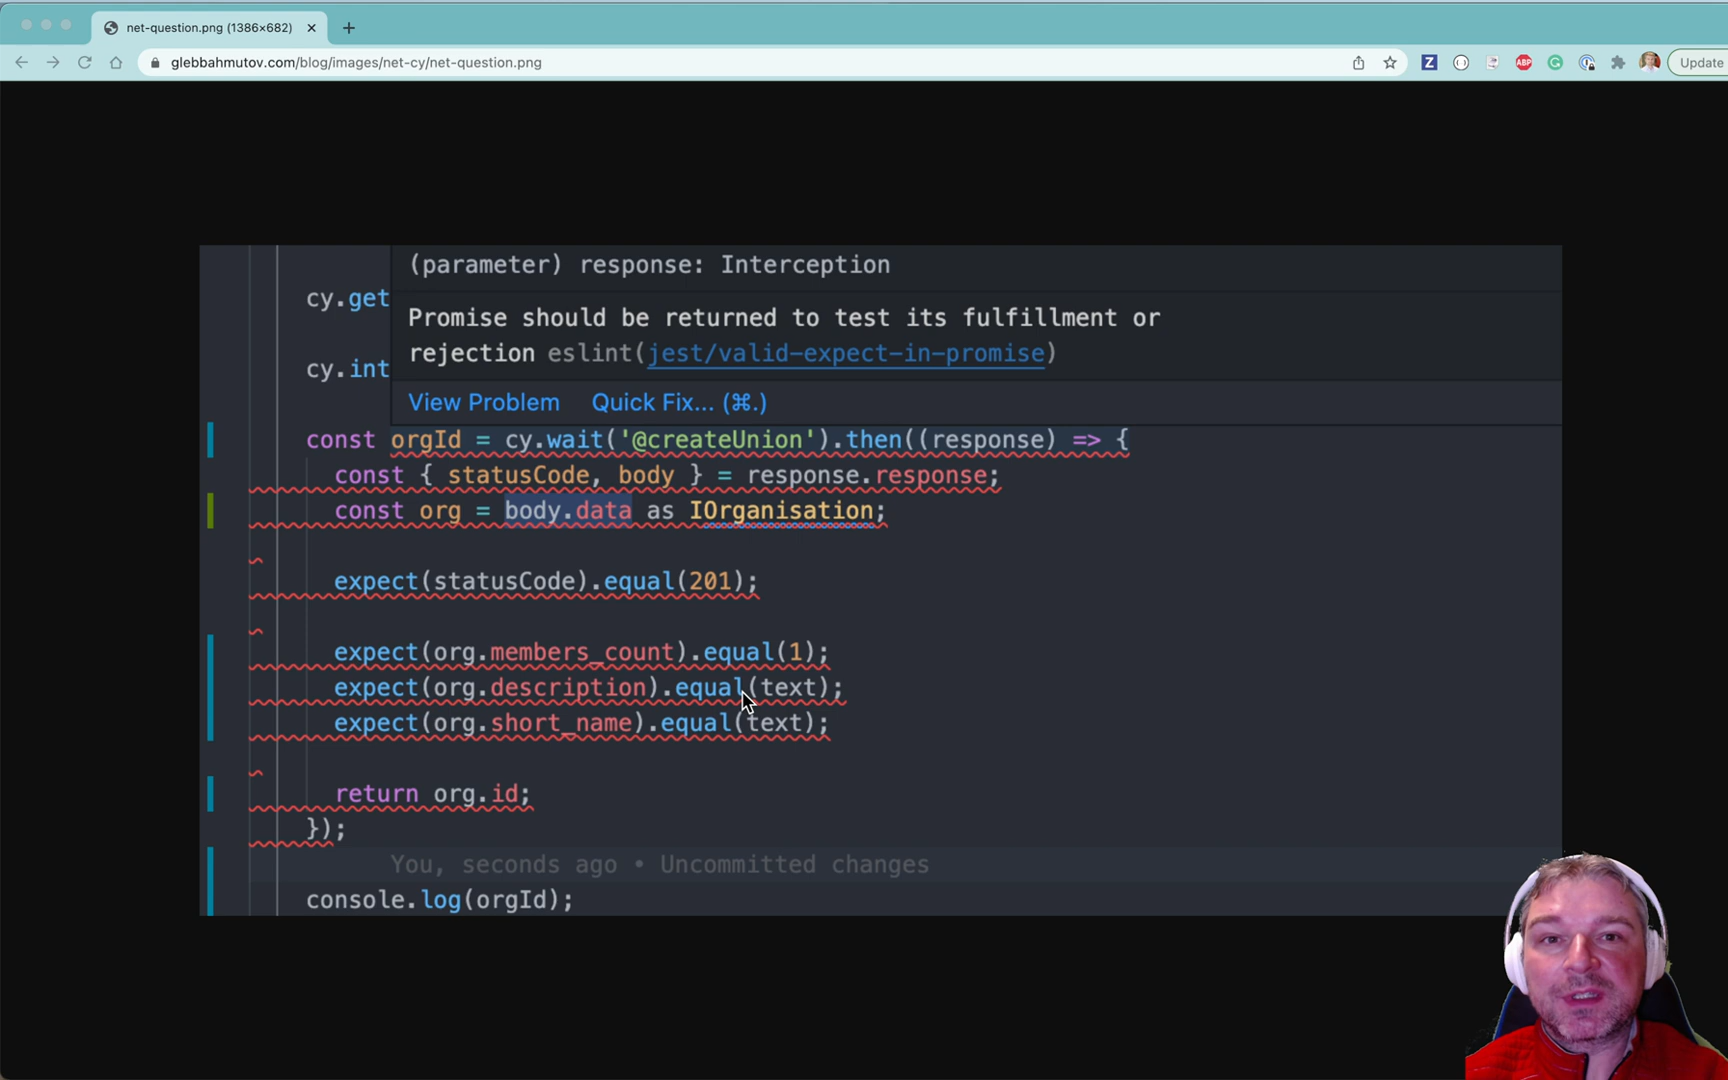 net-question.png (1386×682)
glebbahmutov.com/blog/images/net-cy/net-question.png
Z
ABP
Update
(parameter) response: Interception
cy.get
Promise should be returned to test its fulfillment or
rejection eslint(jest/valid-expect-in-promise)
cy.int
View Problem Quick Fix... (⌘.)
const orgId = cy.wait('@createUnion').then((response) => {
const { statusCode, body } = response.response;
const org = body.data as IOrganisation;
expect(statusCode).equal(201);
expect(org.members_count).equal(1);
expect(org.description).equal(text);
expect(org.short_name).equal(text);
return org.id;
});
You, seconds ago • Uncommitted changes
console.log(orgId);